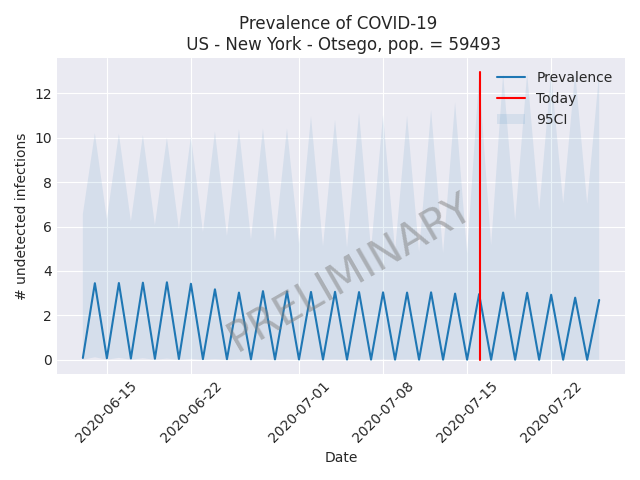 Prevalence of COVID-19
US - New York - Otsego, pop. = 59493
Prevalence
Today
95CI
# undetected infections
12
10
8
6
4
2
0
PRELIMINARY
2020-06-15
2020-06-22
2020-07-01
2020-07-08
2020-07-15
2020-07-22
Date